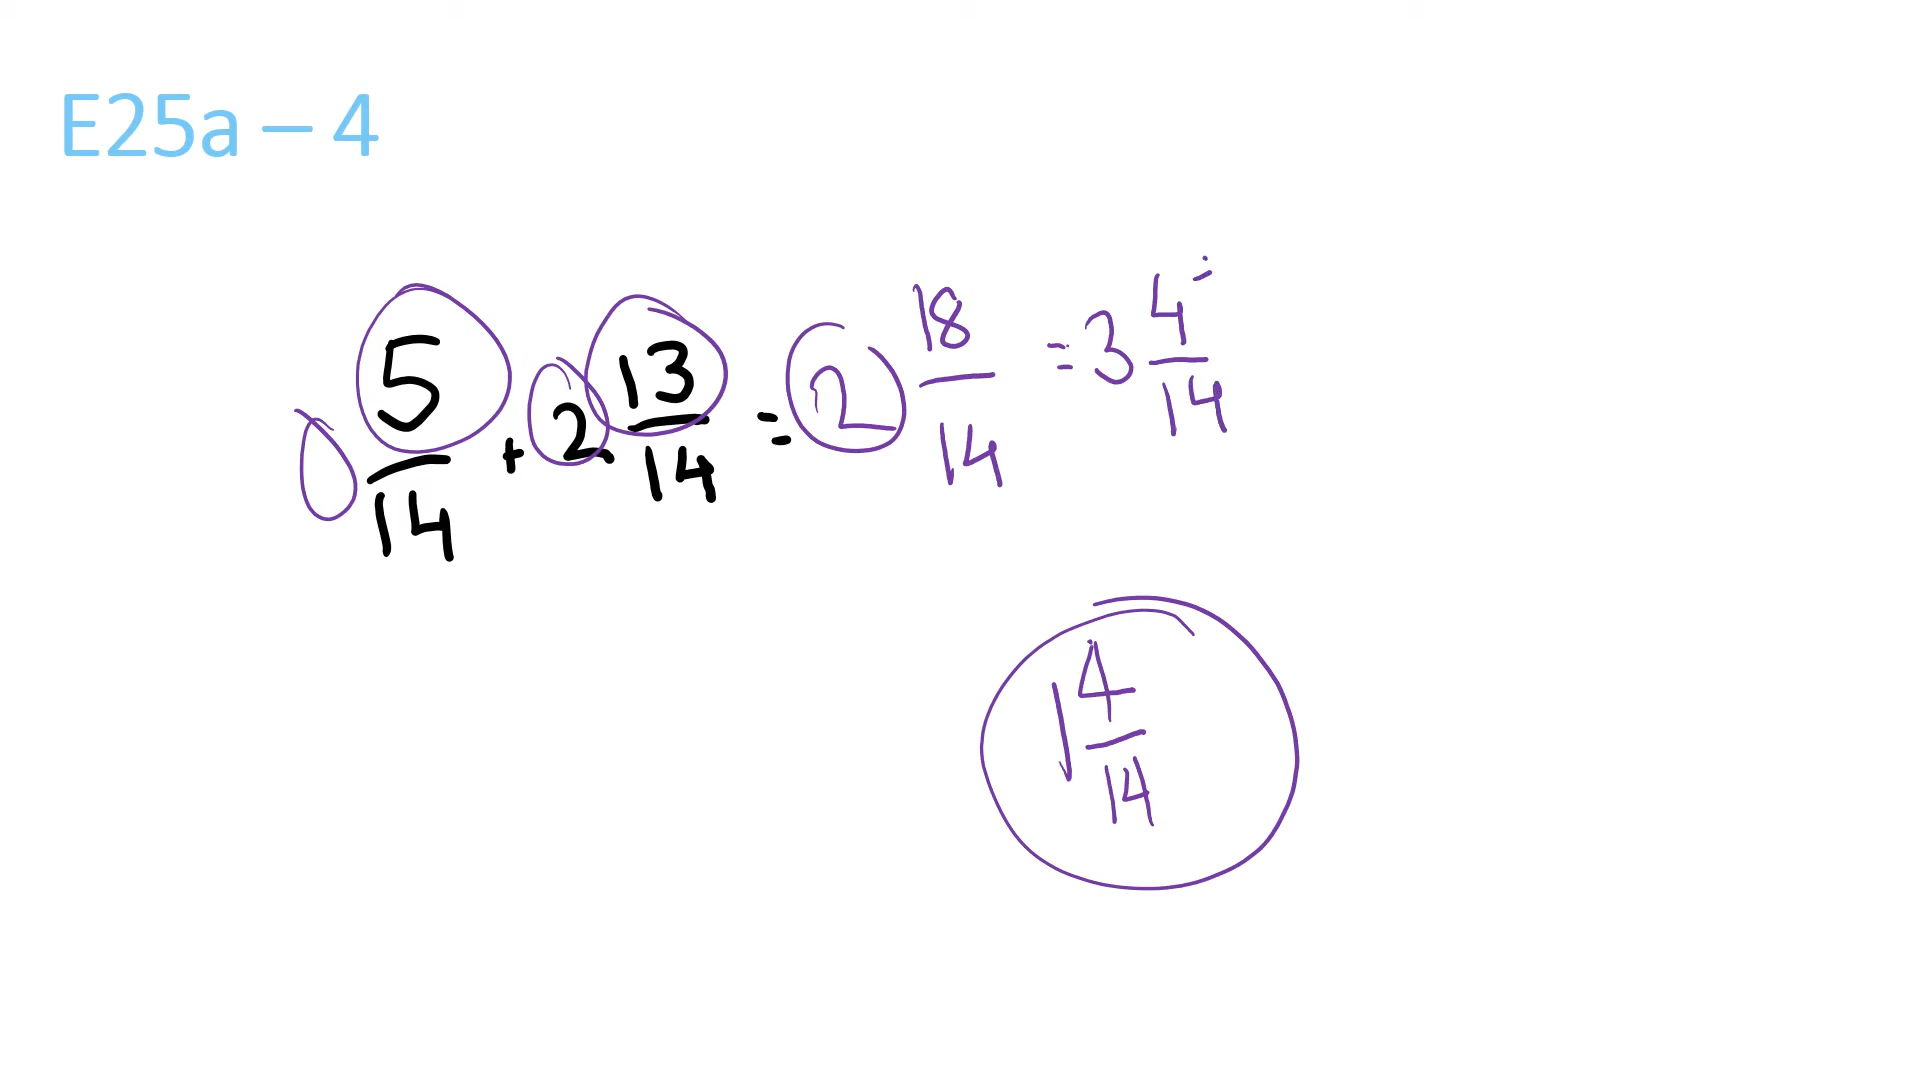 E25a – 4
5/14 + 2 13/14 = 2 18/14 = 3 4/14
1 4/14